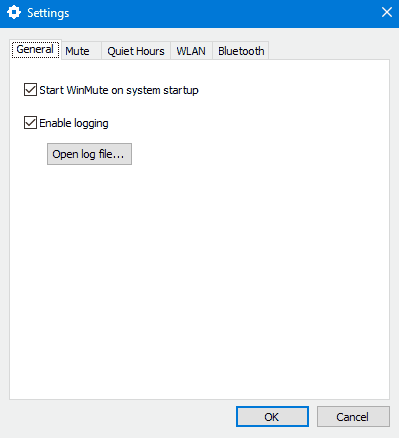 Settings
General Mute Quiet Hours WLAN Bluetooth
Start WinMute on system startup
Enable logging
Open log file...
OK Cancel